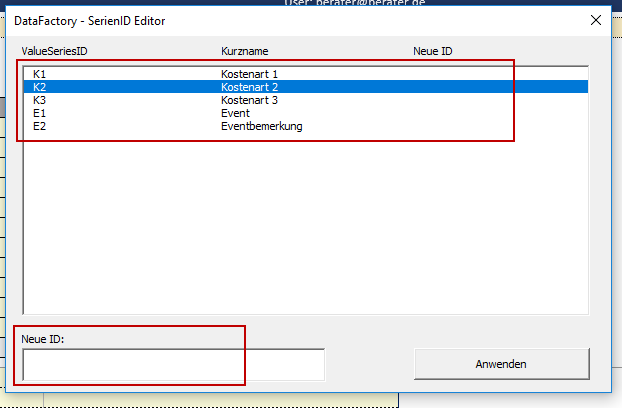 User: berater@berater.de
DataFactory - SerienID Editor
ValueSeriesID Kurzname Neue ID
K1 Kostenart 1
K2 Kostenart 2
K3 Kostenart 3
E1 Event
E2 Eventbemerkung
Neue ID:
Anwenden